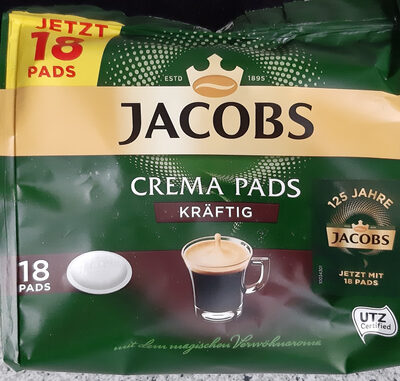 JETZT
18
PADS
ESTD 1895
JACOBS
CREMA PADS
KRÄFTIG
125 JAHRE
JACOBS
JETZT MIT
18 PADS
18
PADS
UTZ
Certified
mit dem magischen Verwöhnaroma